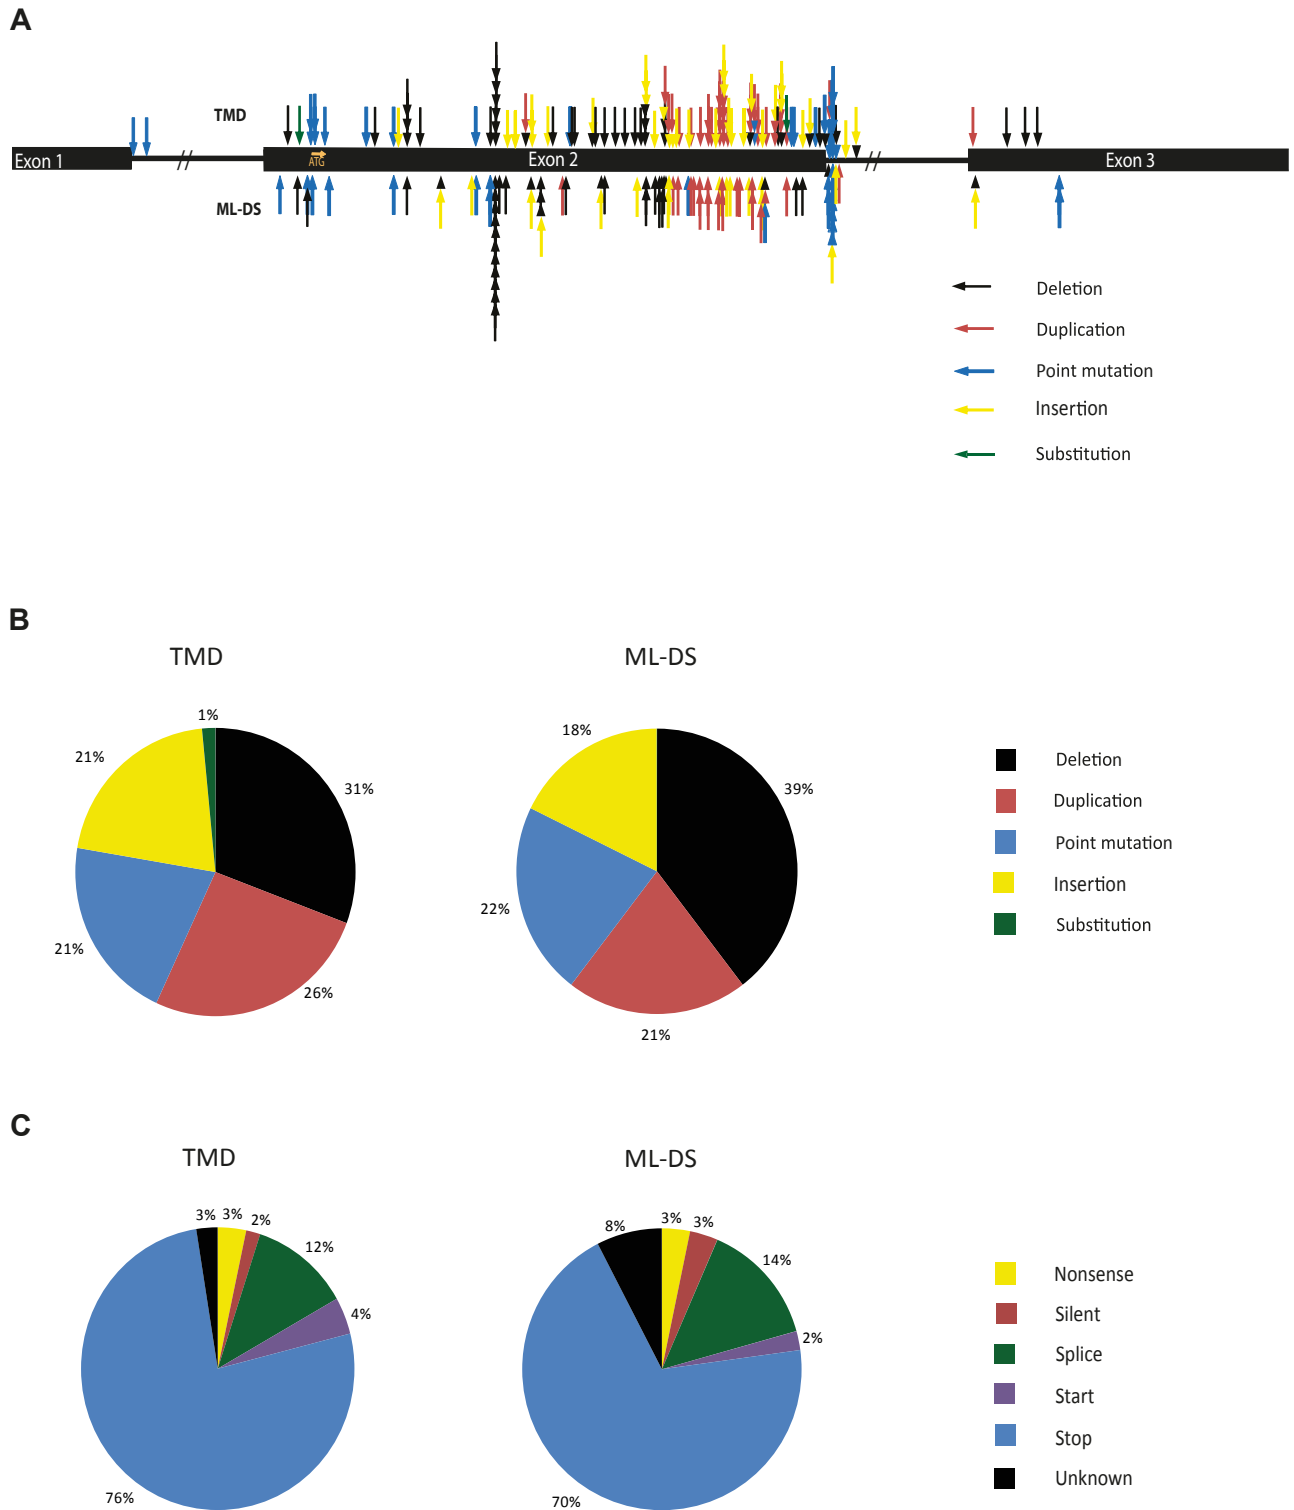 A
TMD
Exon 1
ATG
Exon 2
Exon 3
ML-DS
Deletion
Duplication
Point mutation
Insertion
Substitution
B
TMD
ML-DS
1%
21%
31%
21%
26%
18%
39%
22%
21%
Deletion
Duplication
Point mutation
Insertion
Substitution
C
TMD
ML-DS
3%
3%
2%
12%
4%
76%
8%
3%
3%
14%
2%
70%
Nonsense
Silent
Splice
Start
Stop
Unknown